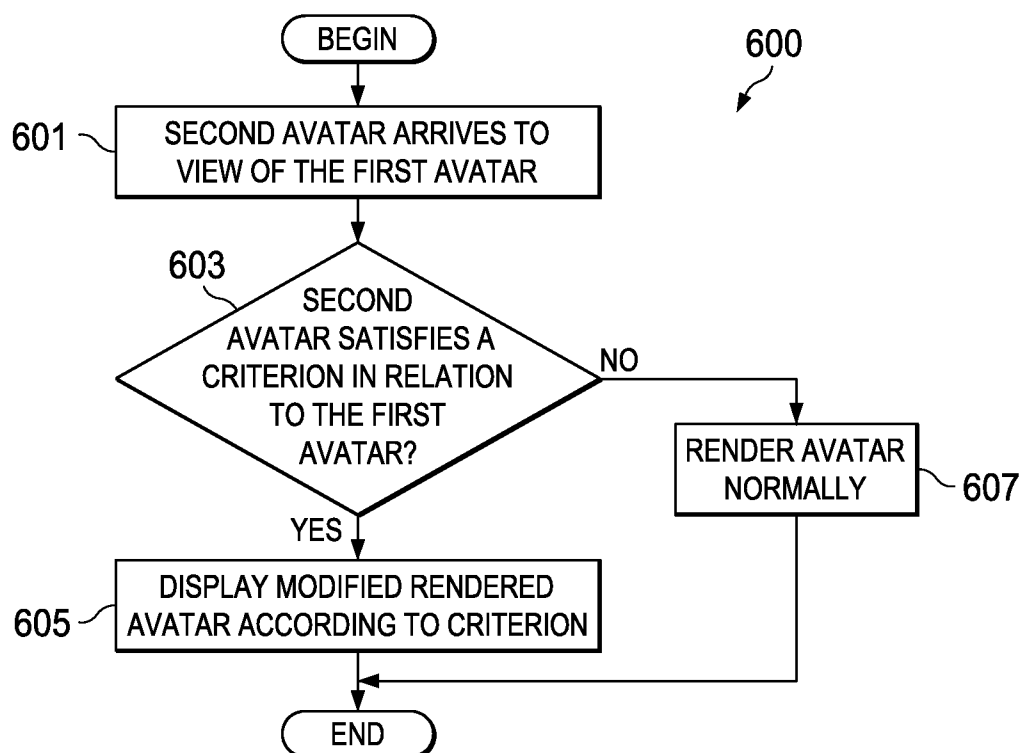 BEGIN
600
601
SECOND AVATAR ARRIVES TO
VIEW OF THE FIRST AVATAR
603
SECOND
AVATAR SATISFIES A
CRITERION IN RELATION
TO THE FIRST
AVATAR?
NO
RENDER AVATAR
NORMALLY
607
YES
605
DISPLAY MODIFIED RENDERED
AVATAR ACCORDING TO CRITERION
END